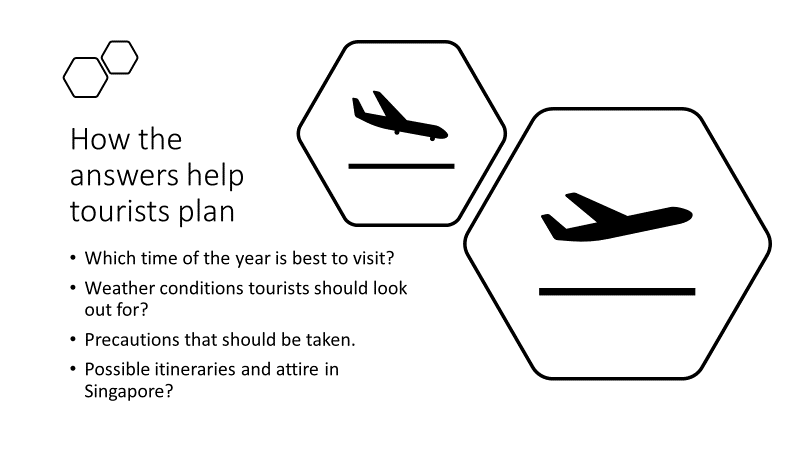 How the
answers help
tourists plan
• Which time of the year is best to visit?
• Weather conditions tourists should look
out for?
• Precautions that should be taken.
• Possible itineraries and attire in
Singapore?